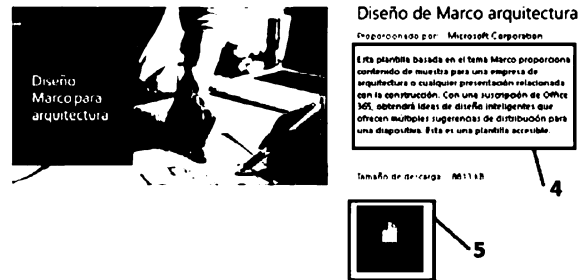 Diseño
Marco para
arquitectura
Diseño de Marco arquitectura
Proporcionado por: Microsoft Corporation
Esta plantilla basada en el tema Marco proporciona
contenido de muestra para una empresa de
arquitectura o cualquier presentación relacionada
con la construcción. Con una suscripción de Office
365, obtendrá ideas de diseño inteligentes que
ofrecen múltiples sugerencias de distribución para
una diapositiva. Esta es una plantilla accesible.
Tamaño de descarga:
4
5